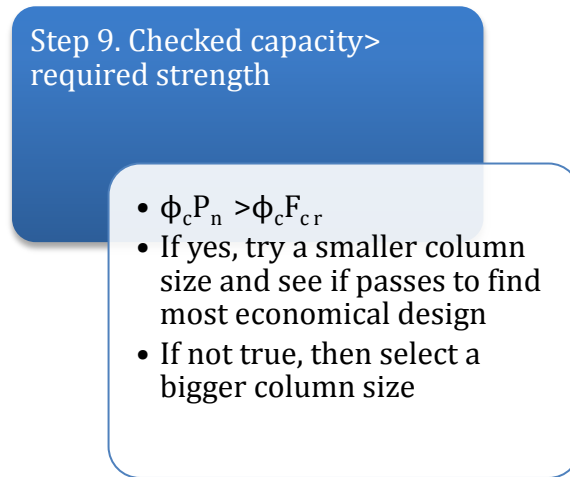 Step 9. Checked capacity>
required strength
• ϕcPn >ϕcFcr
• If yes, try a smaller column
size and see if passes to find
most economical design
• If not true, then select a
bigger column size